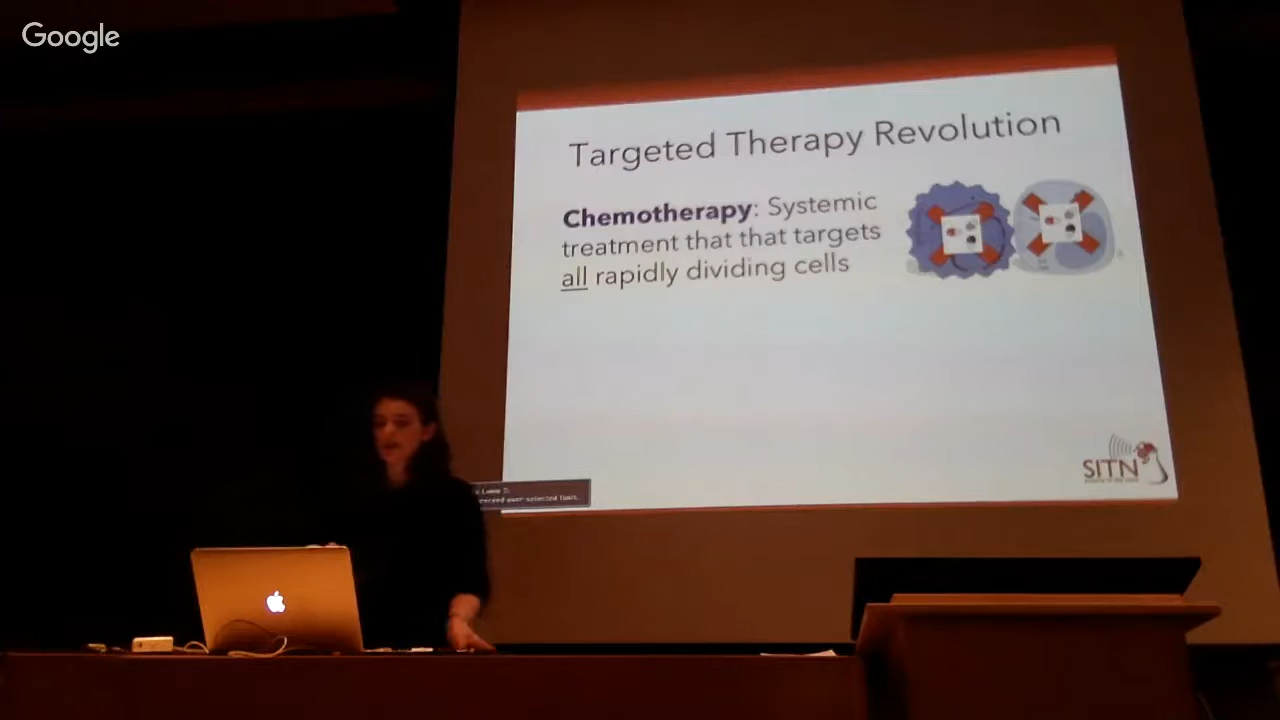 Google
Targeted Therapy Revolution
Chemotherapy: Systemic
treatment that that targets
all rapidly dividing cells
SITN